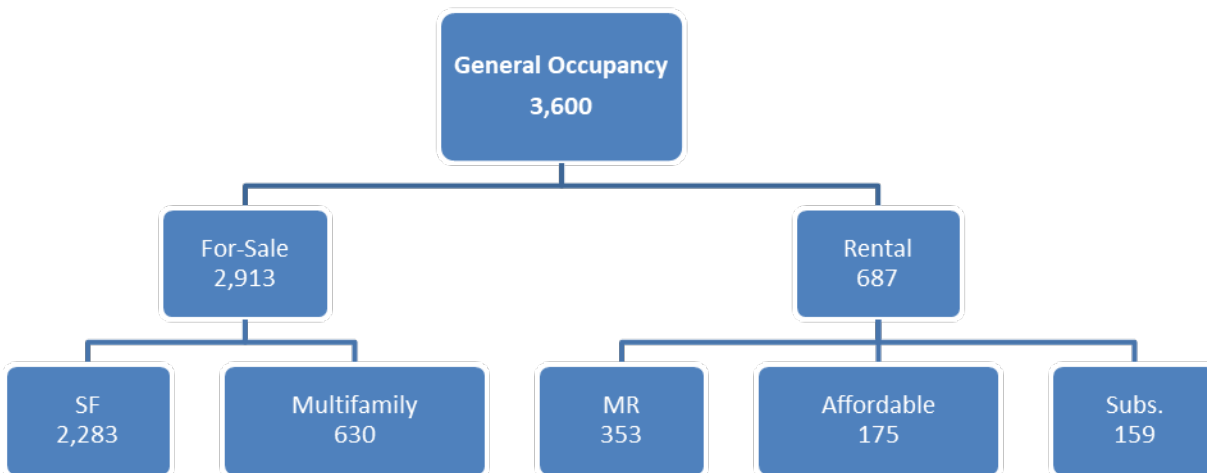 General Occupancy
3,600
For-Sale
2,913
Rental
687
SF
2,283
Multifamily
630
MR
353
Affordable
175
Subs.
159